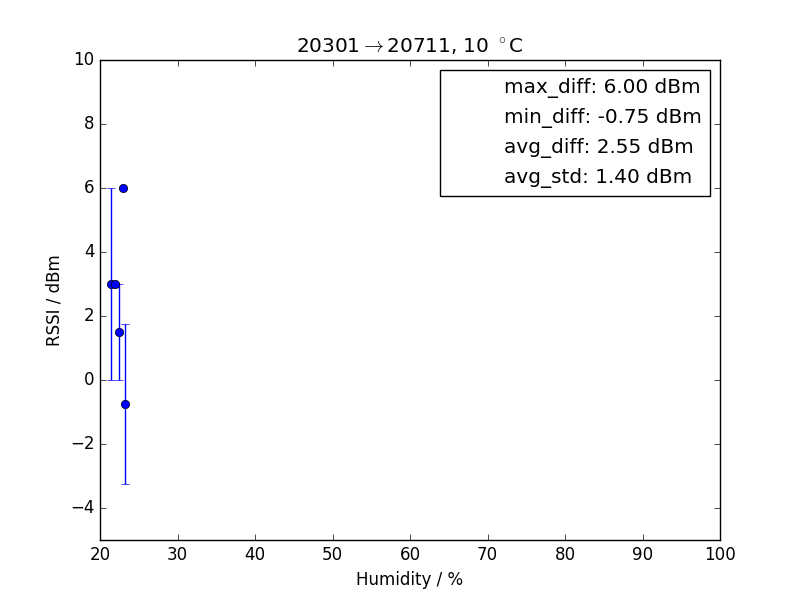 20301→20711, 10 °C
max_diff: 6.00 dBm
min_diff: -0.75 dBm
avg_diff: 2.55 dBm
avg_std: 1.40 dBm
RSSI / dBm
10
8
6
4
2
0
−2
−4
20 30 40 50 60 70 80 90 100
Humidity / %